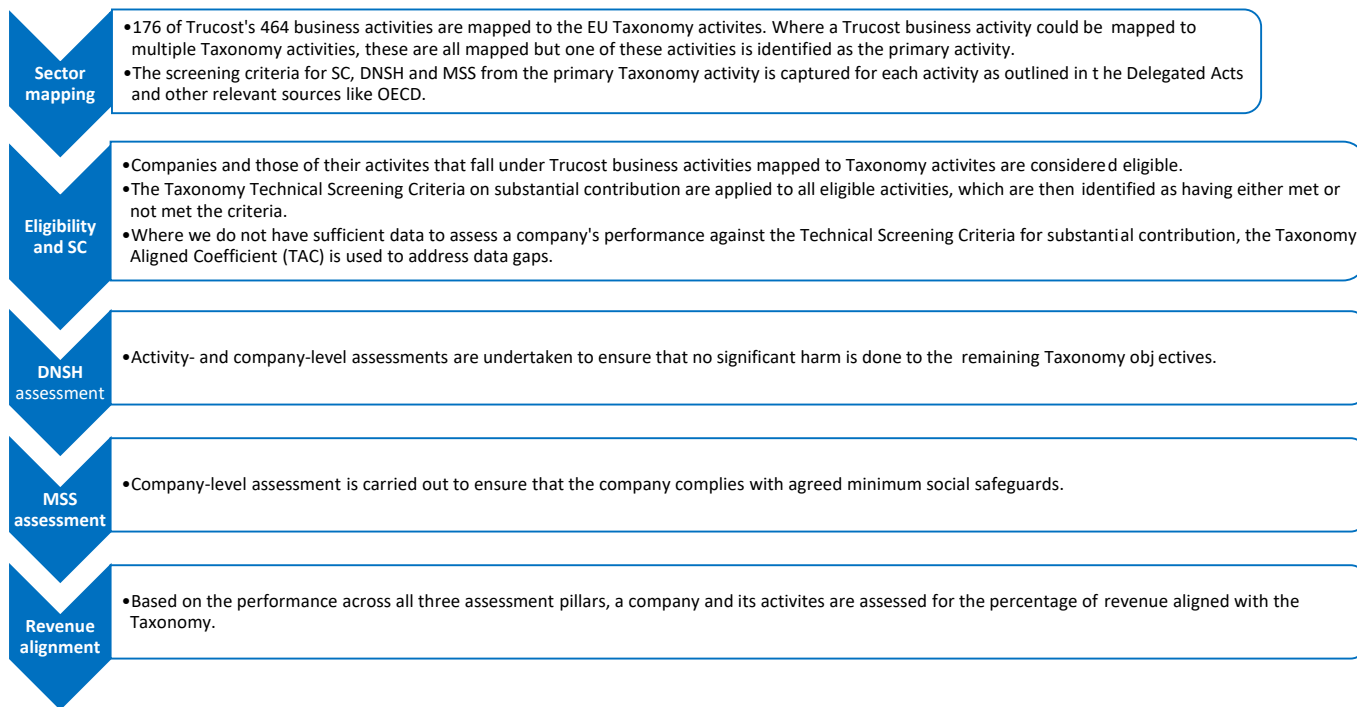 Sector
mapping
•176 of Trucost's 464 business activities are mapped to the EU Taxonomy activites. Where a Trucost business activity could be mapped to
multiple Taxonomy activities, these are all mapped but one of these activities is identified as the primary activity.
•The screening criteria for SC, DNSH and MSS from the primary Taxonomy activity is captured for each activity as outlined in t he Delegated Acts
and other relevant sources like OECD.
Eligibility
and SC
•Companies and those of their activites that fall under Trucost business activities mapped to Taxonomy activites are considered eligible.
•The Taxonomy Technical Screening Criteria on substantial contribution are applied to all eligible activities, which are then identified as having either met or
not met the criteria.
•Where we do not have sufficient data to assess a company's performance against the Technical Screening Criteria for substantial contribution, the Taxonomy
Aligned Coefficient (TAC) is used to address data gaps.
DNSH
assessment
•Activity- and company-level assessments are undertaken to ensure that no significant harm is done to the remaining Taxonomy obj ectives.
MSS
assessment
•Company-level assessment is carried out to ensure that the company complies with agreed minimum social safeguards.
Revenue
alignment
•Based on the performance across all three assessment pillars, a company and its activites are assessed for the percentage of revenue aligned with the
Taxonomy.